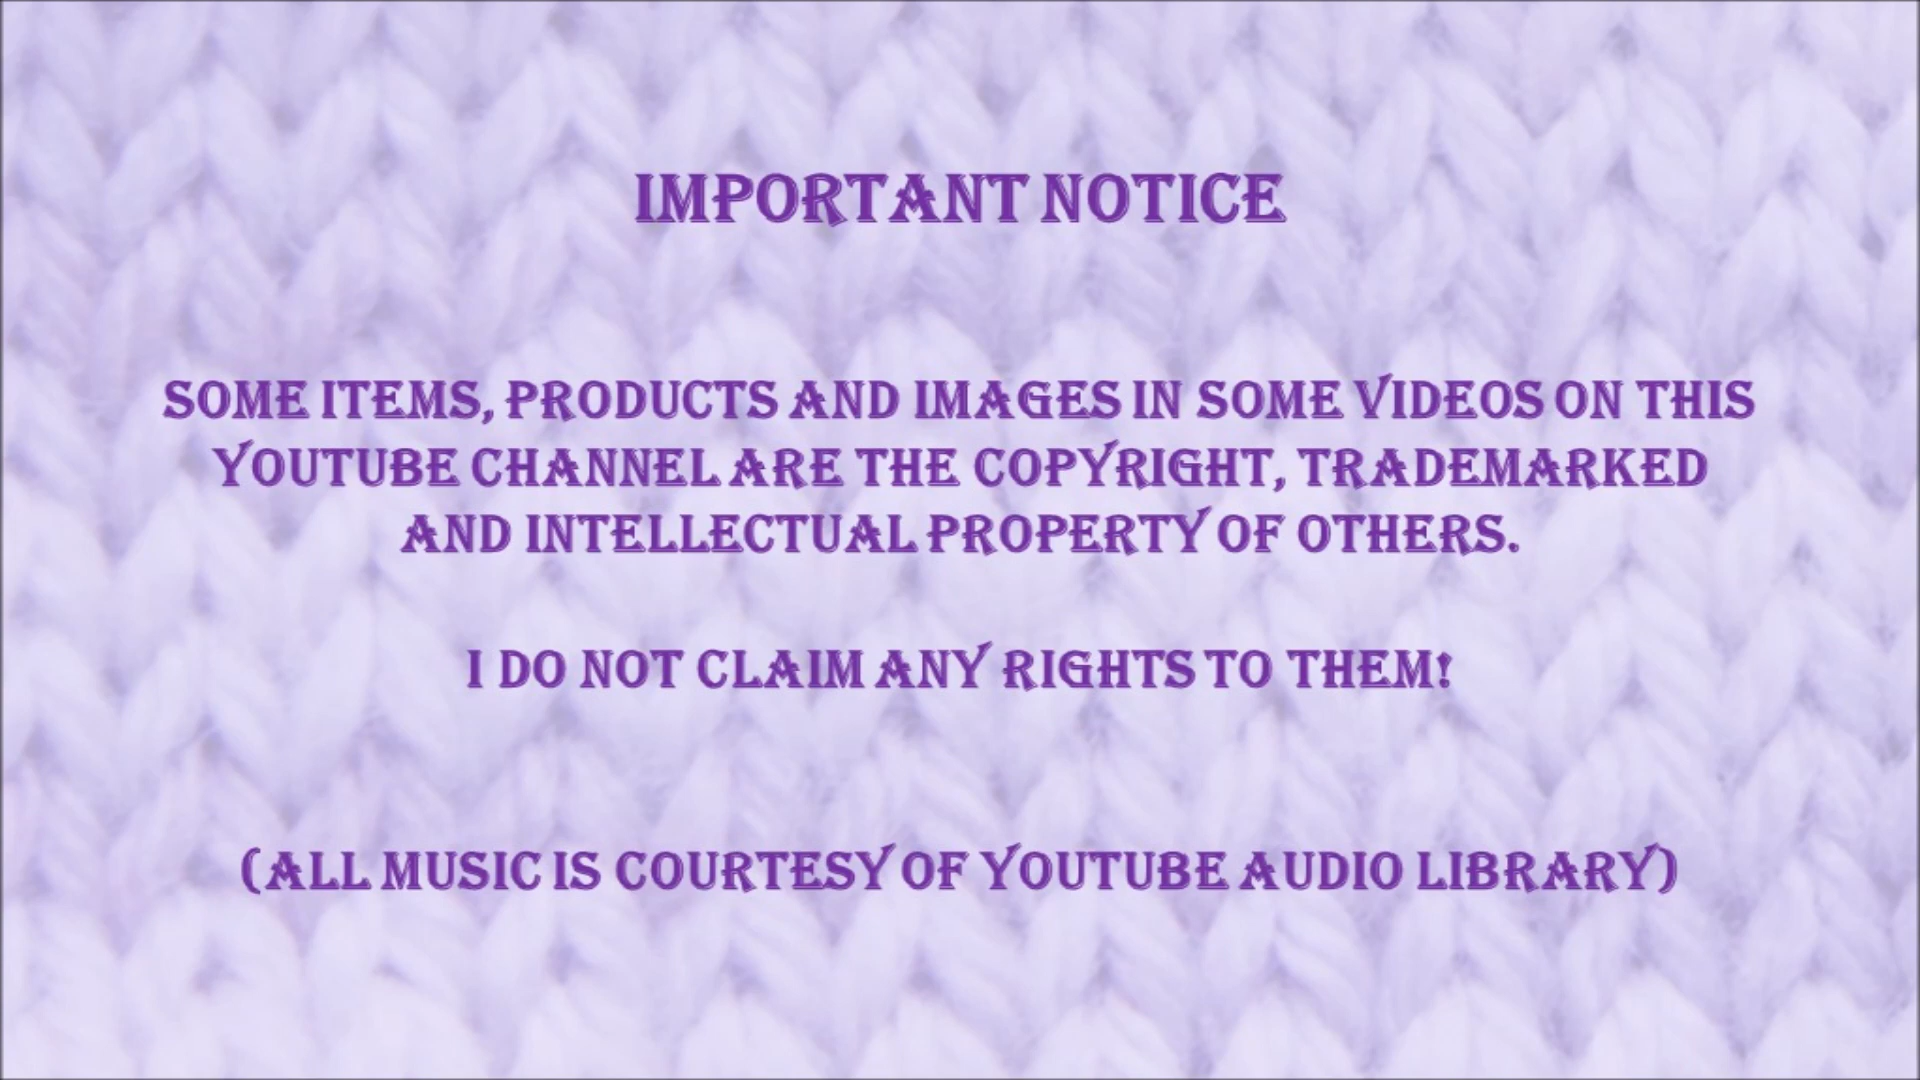 IMPORTANT NOTICE
SOME ITEMS, PRODUCTS AND IMAGES IN SOME VIDEOS ON THIS
YOUTUBE CHANNEL ARE THE COPYRIGHT, TRADEMARKED
AND INTELLECTUAL PROPERTY OF OTHERS.
I DO NOT CLAIM ANY RIGHTS TO THEM!
(ALL MUSIC IS COURTESY OF YOUTUBE AUDIO LIBRARY)